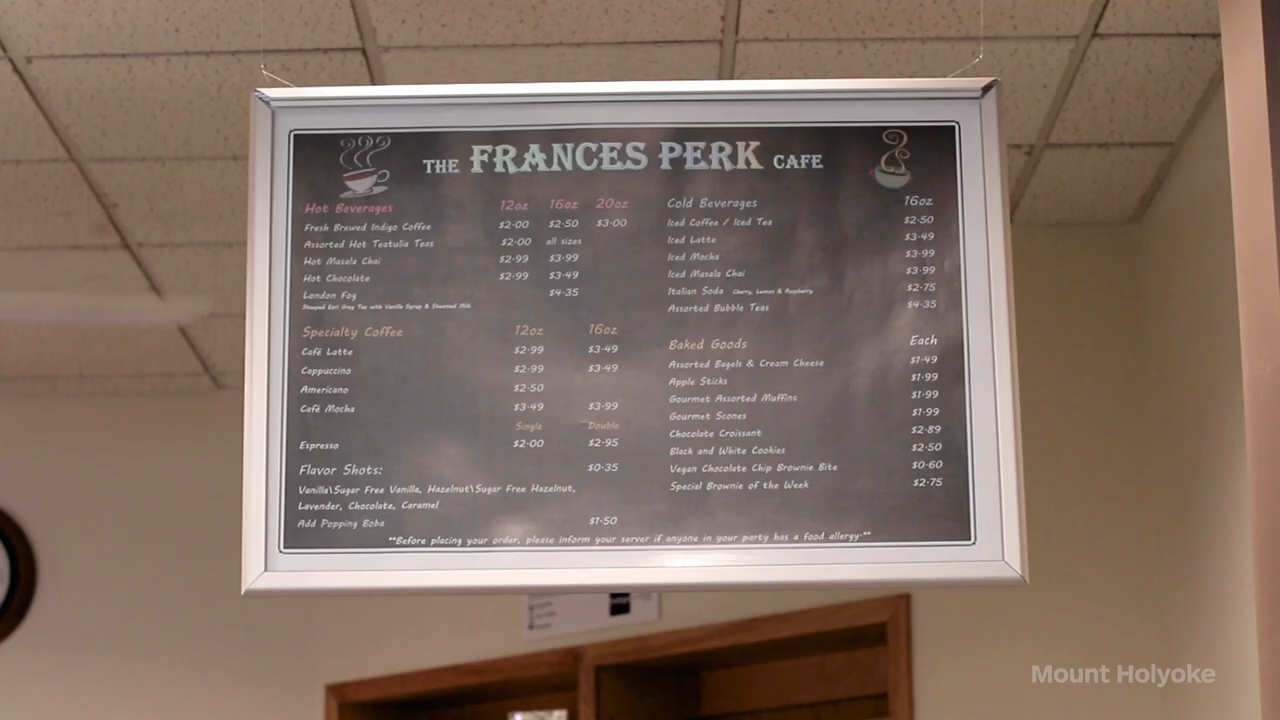 THE FRANCES PERK CAFE
Hot Beverages 12oz 16oz 20oz
Fresh Brewed Indigo Coffee $2.00 $2.50 $3.00
Assorted Hot Teatulia Teas $2.00 all sizes
Hot Masala Chai $2.99 $3.99
Hot Chocolate $2.99 $3.49
London Fog $4.35
Steeped Earl Grey Tea with Vanilla Syrup & Steamed Milk
Specialty Coffee 12oz 16oz
Café Latte $2.99 $3.49
Cappuccino $2.99 $3.49
Americano $2.50
Café Mocha $3.49 $3.99
Single Double
Espresso $2.00 $2.95
Flavor Shots: $0.35
Vanilla\Sugar Free Vanilla, Hazelnut\Sugar Free Hazelnut,
Lavender, Chocolate, Caramel
Add Popping Boba $1.50
Cold Beverages 16oz
Iced Coffee / Iced Tea $2.50
Iced Latte $3.49
Iced Mocha $3.99
Iced Masala Chai $3.99
Italian Soda Cherry, Lemon & Raspberry $2.75
Assorted Bubble Teas $4.35
Baked Goods Each
Assorted Bagels & Cream Cheese $1.49
Apple Sticks $1.99
Gourmet Assorted Muffins $1.99
Gourmet Scones $1.99
Chocolate Croissant $2.89
Black and White Cookies $2.50
Vegan Chocolate Chip Brownie Bite $0.60
Special Brownie of the Week $2.75
**Before placing your order, please inform your server if anyone in your party has a food allergy.**
Mount Holyoke